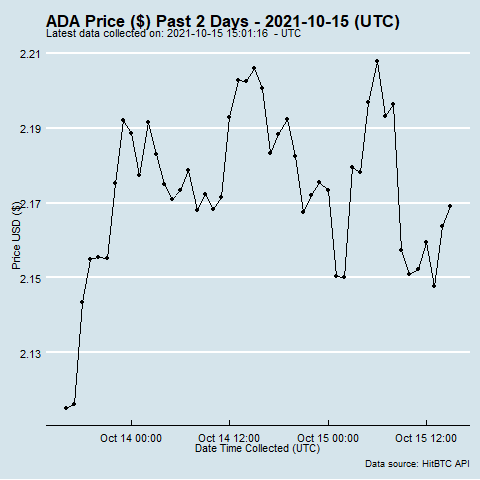 ADA Price ($) Past 2 Days - 2021-10-15 (UTC)
Latest data collected on: 2021-10-15 15:01:16 - UTC
2.21
2.19
2.17
2.15
2.13
Price USD ($)
Oct 14 00:00
Oct 14 12:00
Oct 15 00:00
Oct 15 12:00
Date Time Collected (UTC)
Data source: HitBTC API